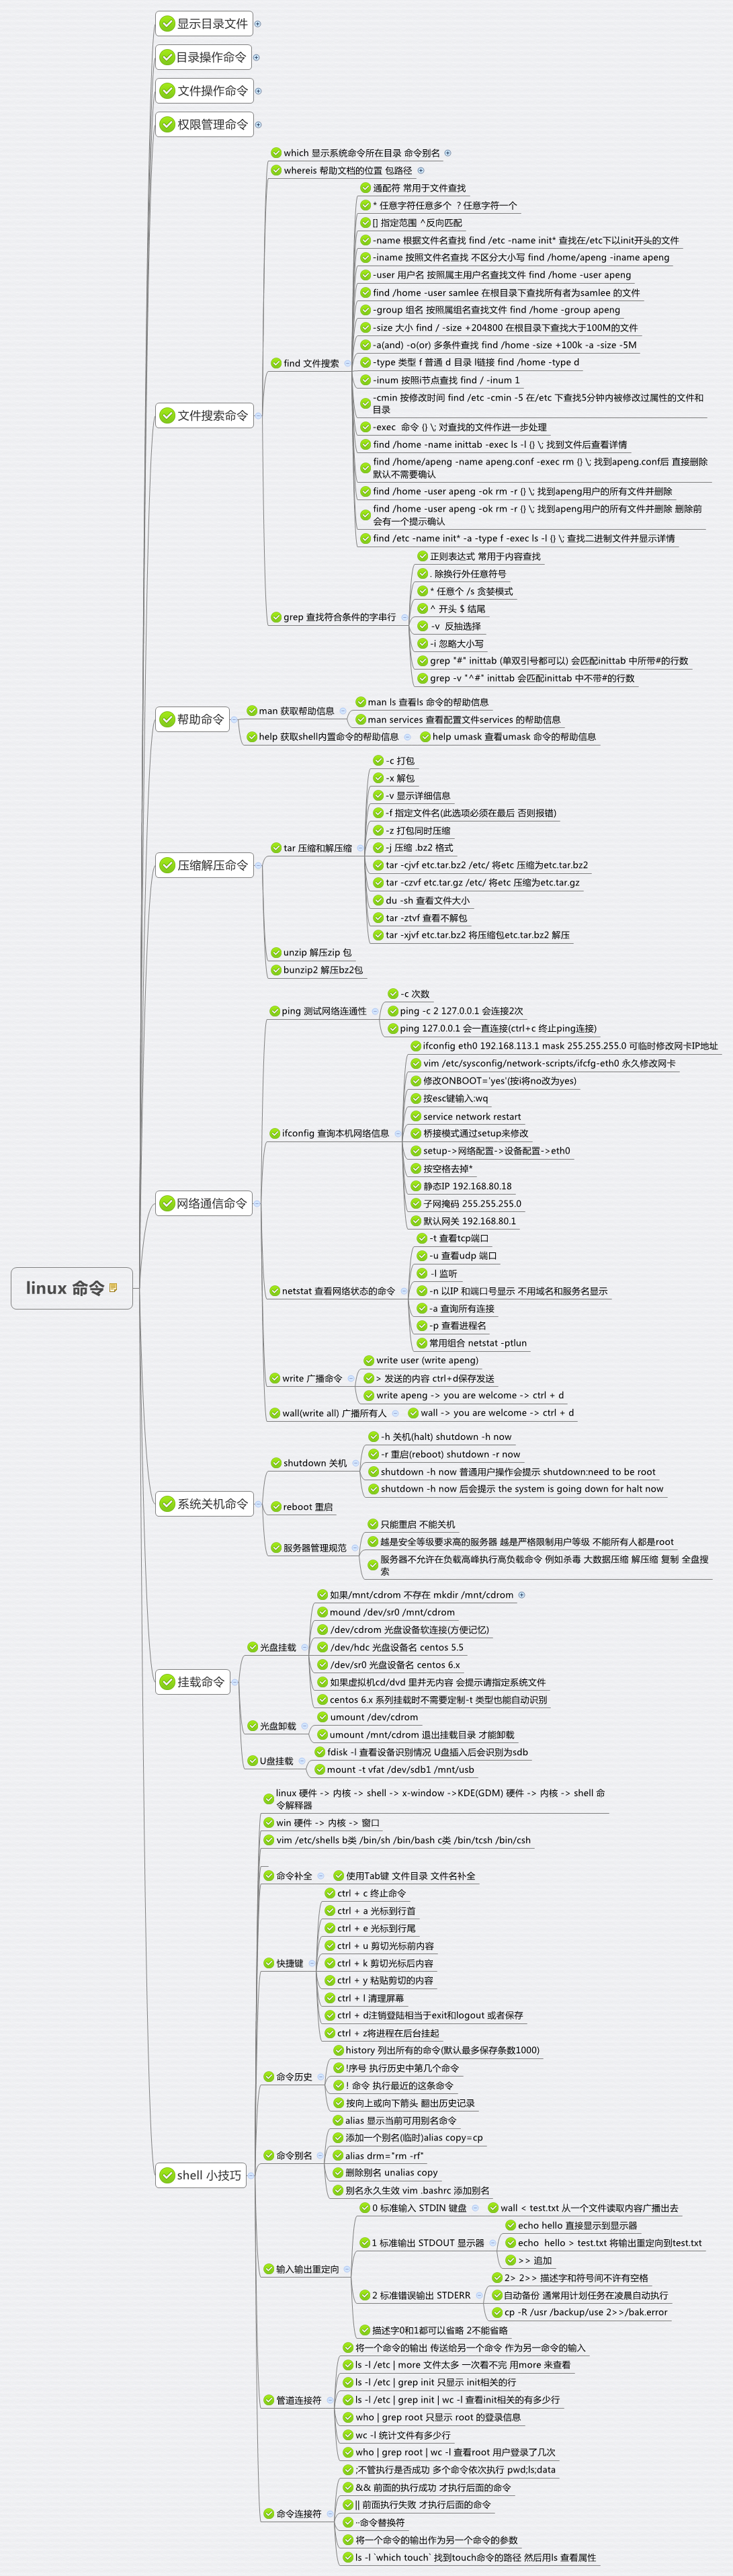 linux 命令
显示目录文件
目录操作命令
文件操作命令
权限管理命令
文件搜索命令
which 显示系统命令所在目录 命令别名
whereis 帮助文档的位置 包路径
find 文件搜索
通配符 常用于文件查找
* 任意字符任意多个 ? 任意字符一个
[] 指定范围 ^反向匹配
-name 根据文件名查找 find /etc -name init* 查找在/etc下以init开头的文件
-iname 按照文件名查找 不区分大小写 find /home/apeng -iname apeng
-user 用户名 按照属主用户名查找文件 find /home -user apeng
find /home -user samlee 在根目录下查找所有者为samlee 的文件
-group 组名 按照属组名查找文件 find /home -group apeng
-size 大小 find / -size +204800 在根目录下查找大于100M的文件
-a(and) -o(or) 多条件查找 find /home -size +100k -a -size -5M
-type 类型 f 普通 d 目录 l链接 find /home -type d
-inum 按照i节点查找 find / -inum 1
-cmin 按修改时间 find /etc -cmin -5 在/etc 下查找5分钟内被修改过属性的文件和
目录
-exec 命令 {} \; 对查找的文件作进一步处理
find /home -name inittab -exec ls -l {} \; 找到文件后查看详情
find /home/apeng -name apeng.conf -exec rm {} \; 找到apeng.conf后 直接删除
默认不需要确认
find /home -user apeng -ok rm -r {} \; 找到apeng用户的所有文件并删除
find /home -user apeng -ok rm -r {} \; 找到apeng用户的所有文件并删除 删除前
会有一个提示确认
find /etc -name init* -a -type f -exec ls -l {} \; 查找二进制文件并显示详情
grep 查找符合条件的字串行
正则表达式 常用于内容查找
. 除换行外任意符号
* 任意个 /s 贪婪模式
^ 开头 $ 结尾
-v 反抽选择
-i 忽略大小写
grep "#" inittab (单双引号都可以) 会匹配inittab 中所带#的行数
grep -v "^#" inittab 会匹配inittab 中不带#的行数
帮助命令
man 获取帮助信息
man ls 查看ls 命令的帮助信息
man services 查看配置文件services 的帮助信息
help 获取shell内置命令的帮助信息
help umask 查看umask 命令的帮助信息
压缩解压命令
tar 压缩和解压缩
-c 打包
-x 解包
-v 显示详细信息
-f 指定文件名(此选项必须在最后 否则报错)
-z 打包同时压缩
-j 压缩 .bz2 格式
tar -cjvf etc.tar.bz2 /etc/ 将etc 压缩为etc.tar.bz2
tar -czvf etc.tar.gz /etc/ 将etc 压缩为etc.tar.gz
du -sh 查看文件大小
tar -ztvf 查看不解包
tar -xjvf etc.tar.bz2 将压缩包etc.tar.bz2 解压
unzip 解压zip 包
bunzip2 解压bz2包
网络通信命令
ping 测试网络连通性
-c 次数
ping -c 2 127.0.0.1 会连接2次
ping 127.0.0.1 会一直连接(ctrl+c 终止ping连接)
ifconfig 查询本机网络信息
ifconfig eth0 192.168.113.1 mask 255.255.255.0 可临时修改网卡IP地址
vim /etc/sysconfig/network-scripts/ifcfg-eth0 永久修改网卡
修改ONBOOT='yes'(按i将no改为yes)
按esc键输入:wq
service network restart
桥接模式通过setup来修改
setup->网络配置->设备配置->eth0
按空格去掉*
静态IP 192.168.80.18
子网掩码 255.255.255.0
默认网关 192.168.80.1
netstat 查看网络状态的命令
-t 查看tcp端口
-u 查看udp 端口
-l 监听
-n 以IP 和端口号显示 不用域名和服务名显示
-a 查询所有连接
-p 查看进程名
常用组合 netstat -ptlun
write 广播命令
write user (write apeng)
> 发送的内容 ctrl+d保存发送
write apeng -> you are welcome -> ctrl + d
wall(write all) 广播所有人
wall -> you are welcome -> ctrl + d
系统关机命令
shutdown 关机
-h 关机(halt) shutdown -h now
-r 重启(reboot) shutdown -r now
shutdown -h now 普通用户操作会提示 shutdown:need to be root
shutdown -h now 后会提示 the system is going down for halt now
reboot 重启
服务器管理规范
只能重启 不能关机
越是安全等级要求高的服务器 越是严格限制用户等级 不能所有人都是root
服务器不允许在负载高峰执行高负载命令 例如杀毒 大数据压缩 解压缩 复制 全盘搜
索
挂载命令
光盘挂载
如果/mnt/cdrom 不存在 mkdir /mnt/cdrom
mound /dev/sr0 /mnt/cdrom
/dev/cdrom 光盘设备软连接(方便记忆)
/dev/hdc 光盘设备名 centos 5.5
/dev/sr0 光盘设备名 centos 6.x
如果虚拟机cd/dvd 里并无内容 会提示请指定系统文件
centos 6.x 系列挂载时不需要定制-t 类型也能自动识别
光盘卸载
umount /dev/cdrom
umount /mnt/cdrom 退出挂载目录 才能卸载
U盘挂载
fdisk -l 查看设备识别情况 U盘插入后会识别为sdb
mount -t vfat /dev/sdb1 /mnt/usb
shell 小技巧
linux 硬件 -> 内核 -> shell -> x-window ->KDE(GDM) 硬件 -> 内核 -> shell 命
令解释器
win 硬件 -> 内核 -> 窗口
vim /etc/shells b类 /bin/sh /bin/bash c类 /bin/tcsh /bin/csh
命令补全
使用Tab键 文件目录 文件名补全
快捷键
ctrl + c 终止命令
ctrl + a 光标到行首
ctrl + e 光标到行尾
ctrl + u 剪切光标前内容
ctrl + k 剪切光标后内容
ctrl + y 粘贴剪切的内容
ctrl + l 清理屏幕
ctrl + d注销登陆相当于exit和logout 或者保存
ctrl + z将进程在后台挂起
命令历史
history 列出所有的命令(默认最多保存条数1000)
!序号 执行历史中第几个命令
! 命令 执行最近的这条命令
按向上或向下箭头 翻出历史记录
命令别名
alias 显示当前可用别名命令
添加一个别名(临时)alias copy=cp
alias drm="rm -rf"
删除别名 unalias copy
别名永久生效 vim .bashrc 添加别名
输入输出重定向
0 标准输入 STDIN 键盘
wall < test.txt 从一个文件读取内容广播出去
1 标准输出 STDOUT 显示器
echo hello 直接显示到显示器
echo hello > test.txt 将输出重定向到test.txt
>> 追加
2 标准错误输出 STDERR
2> 2>> 描述字和符号间不许有空格
自动备份 通常用计划任务在凌晨自动执行
cp -R /usr /backup/use 2>>/bak.error
描述字0和1都可以省略 2不能省略
管道连接符
将一个命令的输出 传送给另一个命令 作为另一命令的输入
ls -l /etc | more 文件太多 一次看不完 用more 来查看
ls -l /etc | grep init 只显示 init相关的行
ls -l /etc | grep init | wc -l 查看init相关的有多少行
who | grep root 只显示 root 的登录信息
wc -l 统计文件有多少行
who | grep root | wc -l 查看root 用户登录了几次
命令连接符
;不管执行是否成功 多个命令依次执行 pwd;ls;data
&& 前面的执行成功 才执行后面的命令
|| 前面执行失败 才执行后面的命令
··命令替换符
将一个命令的输出作为另一个命令的参数
ls -l `which touch` 找到touch命令的路径 然后用ls 查看属性